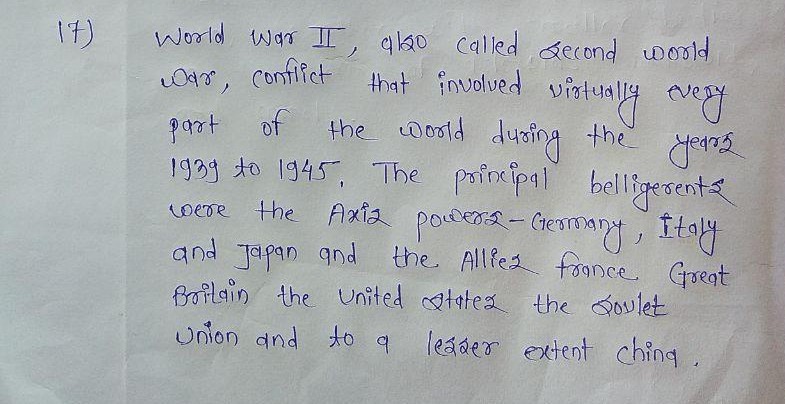 17) World War II, also called second world
war, conflict that involved virtually every
part of the world during the years
1939 to 1945. The principal belligerents
were the Axis powers - Germany, Italy
and Japan and the Allies france Great
Britain the United states the Soviet
Union and to a lesser extent china.